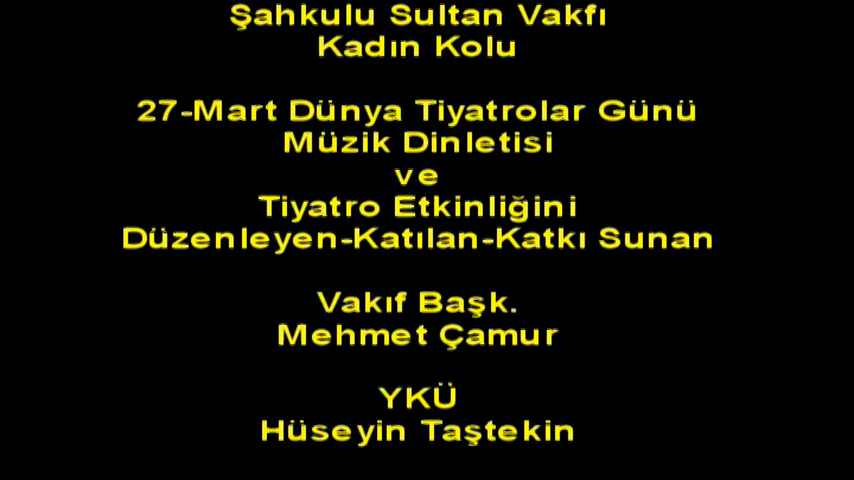 Şahkulu Sultan Vakfı
Kadın Kolu
27-Mart Dünya Tiyatrolar Günü
Müzik Dinletisi
ve
Tiyatro Etkinliğini
Düzenleyen-Katılan-Katkı Sunan
Vakıf Başk.
Mehmet Çamur
YKÜ
Hüseyin Taştekin